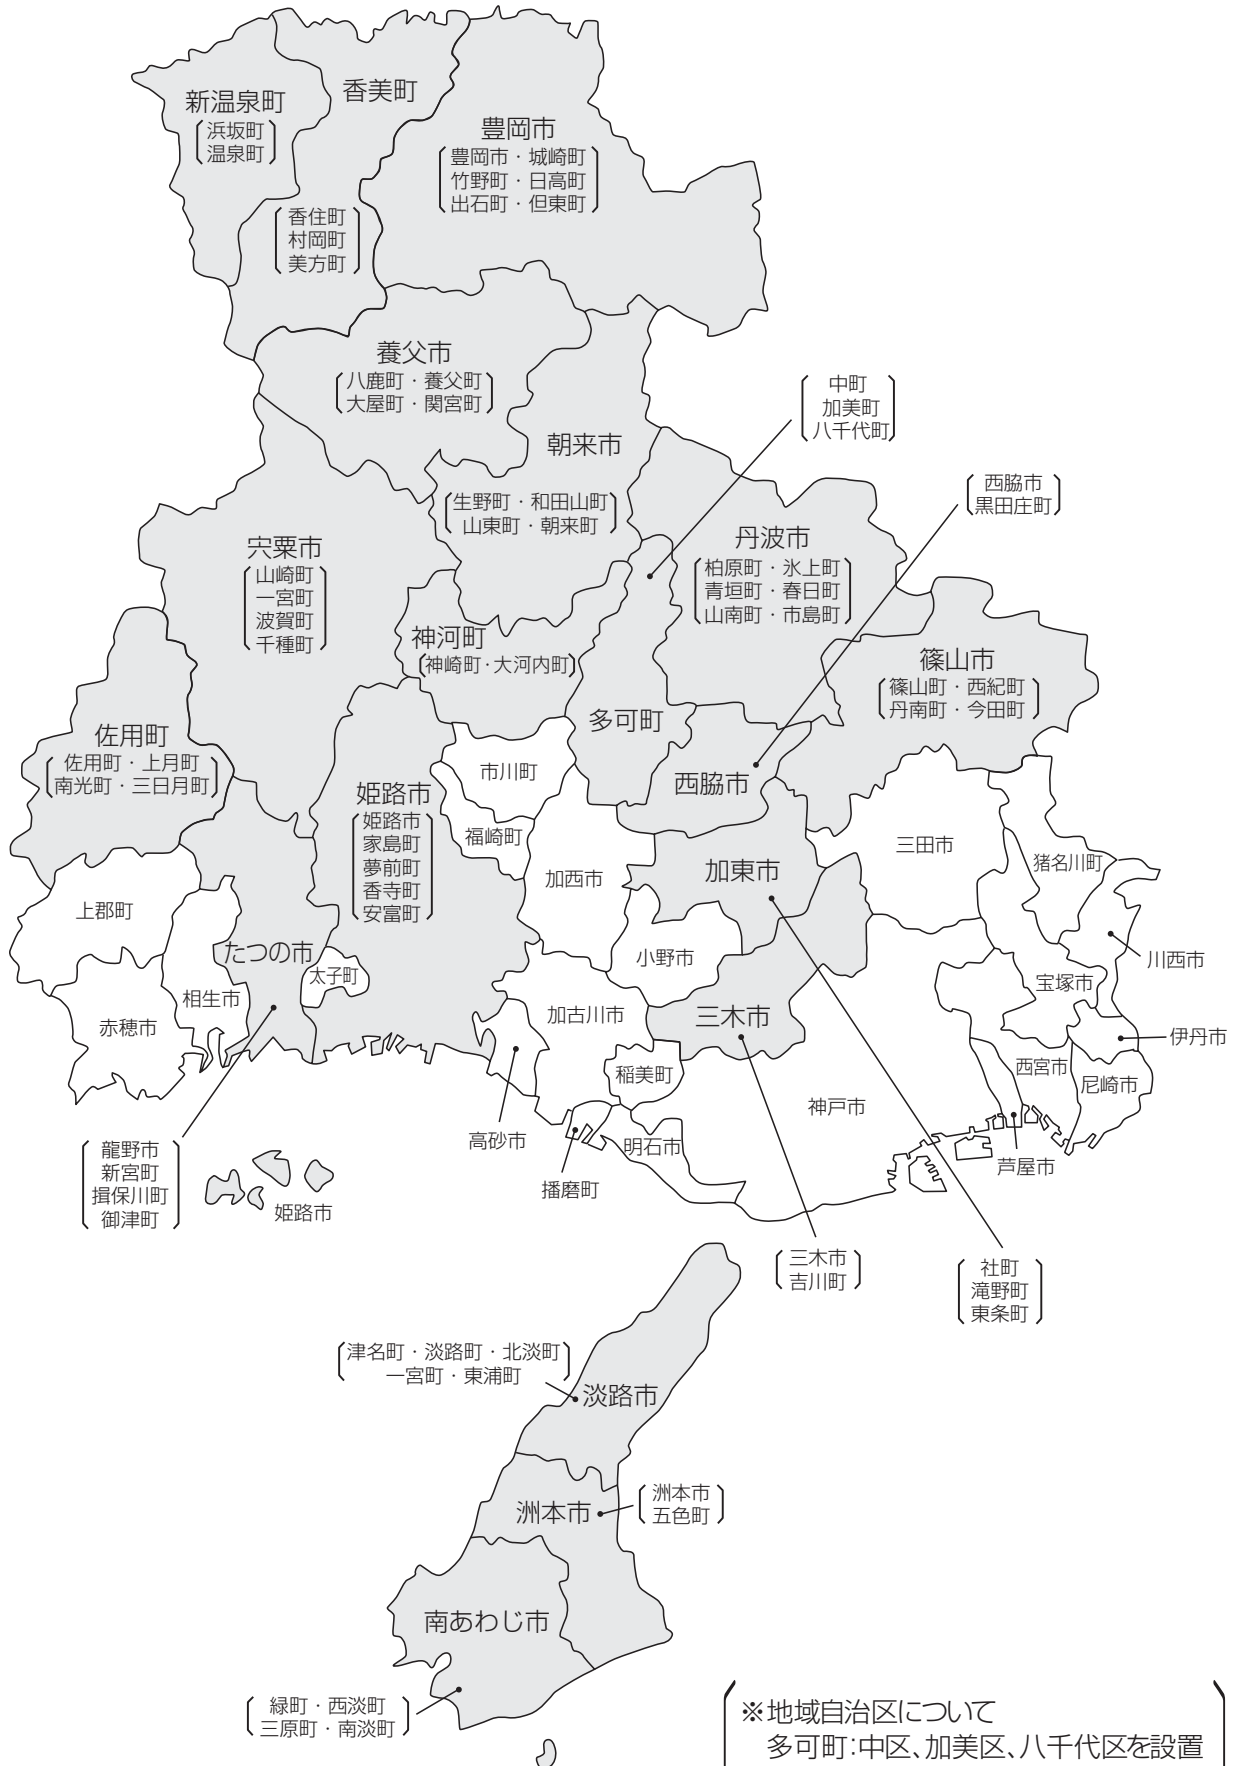 新温泉町
浜坂町
温泉町
香美町
香住町
村岡町
美方町
豊岡市
豊岡市・城崎町
竹野町・日高町
出石町・但東町
養父市
八鹿町・養父町
大屋町・関宮町
朝来市
生野町・和田山町
山東町・朝来町
中町
加美町
八千代町
西脇市
黒田庄町
丹波市
柏原町・氷上町
青垣町・春日町
山南町・市島町
宍粟市
山崎町
一宮町
波賀町
千種町
神河町
神崎町・大河内町
篠山市
篠山町・西紀町
丹南町・今田町
佐用町
佐用町・上月町
南光町・三日月町
多可町
西脇市
市川町
福崎町
姫路市
姫路市
家島町
夢前町
香寺町
安富町
加西市
加東市
三田市
猪名川町
上郡町
たつの市
太子町
相生市
赤穂市
小野市
三木市
加古川市
稲美町
川西市
宝塚市
伊丹市
西宮市
尼崎市
神戸市
芦屋市
高砂市
播磨町
明石市
龍野市
新宮町
揖保川町
御津町
姫路市
三木市
吉川町
社町
滝野町
東条町
津名町・淡路町・北淡町
一宮町・東浦町
淡路市
洲本市
洲本市
五色町
南あわじ市
緑町・西淡町
三原町・南淡町
※地域自治区について
多可町：中区、加美区、八千代区を設置